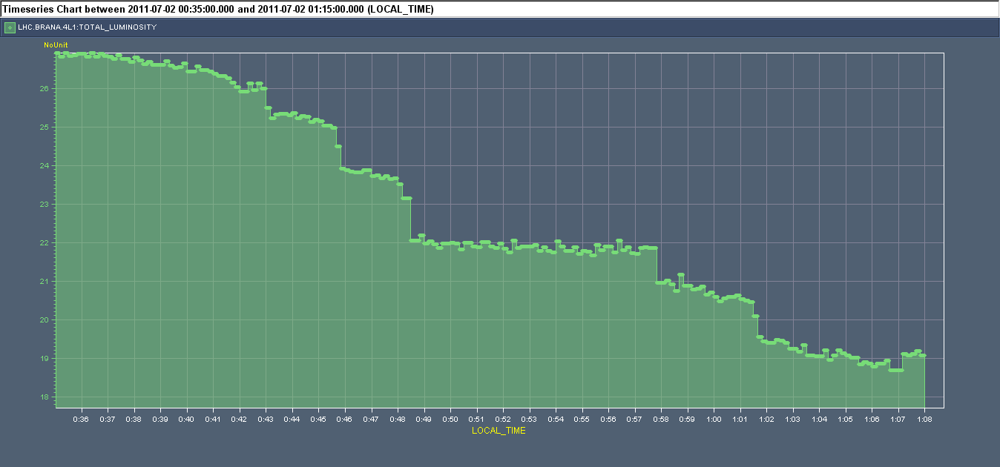 Timeseries Chart between 2011-07-02 00:35:00.000 and 2011-07-02 01:15:00.000 (LOCAL_TIME)
LHC.BRANA.4L1:TOTAL_LUMINOSITY
NoUnit
26
25
24
23
22
21
20
19
18
0:36 0:37 0:38 0:39 0:40 0:41 0:42 0:43 0:44 0:45 0:46 0:47 0:48 0:49 0:50 0:51 0:52 0:53 0:54 0:55 0:56 0:57 0:58 0:59 1:00 1:01 1:02 1:03 1:04 1:05 1:06 1:07 1:08
LOCAL_TIME